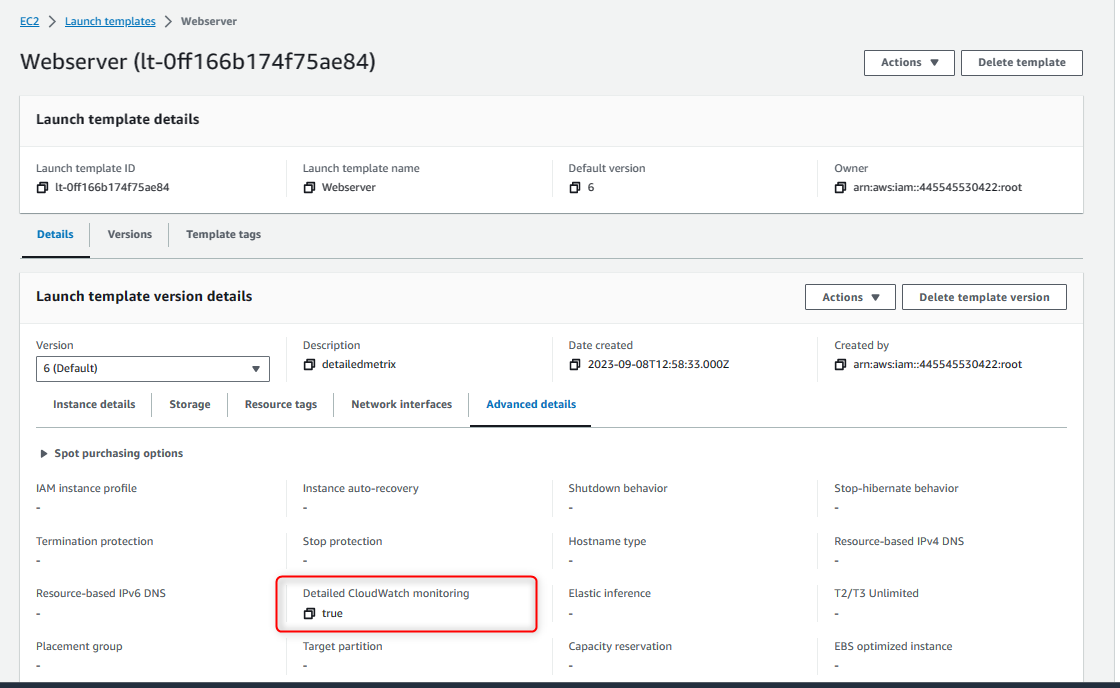 EC2 > Launch templates > Webserver
Webserver (lt-0ff166b174f75ae84)
Actions
Delete template
Launch template details
Launch template ID
lt-0ff166b174f75ae84
Launch template name
Webserver
Default version
6
Owner
arn:aws:iam::445545530422:root
Details
Versions
Template tags
Launch template version details
Actions
Delete template version
Version
6 (Default)
Description
detailedmetrix
Date created
2023-09-08T12:58:33.000Z
Created by
arn:aws:iam::445545530422:root
Instance details
Storage
Resource tags
Network interfaces
Advanced details
Spot purchasing options
IAM instance profile
-
Instance auto-recovery
-
Shutdown behavior
-
Stop-hibernate behavior
-
Termination protection
-
Stop protection
-
Hostname type
-
Resource-based IPv4 DNS
-
Resource-based IPv6 DNS
-
Detailed CloudWatch monitoring
true
Elastic inference
-
T2/T3 Unlimited
-
Placement group
-
Target partition
-
Capacity reservation
-
EBS optimized instance
-